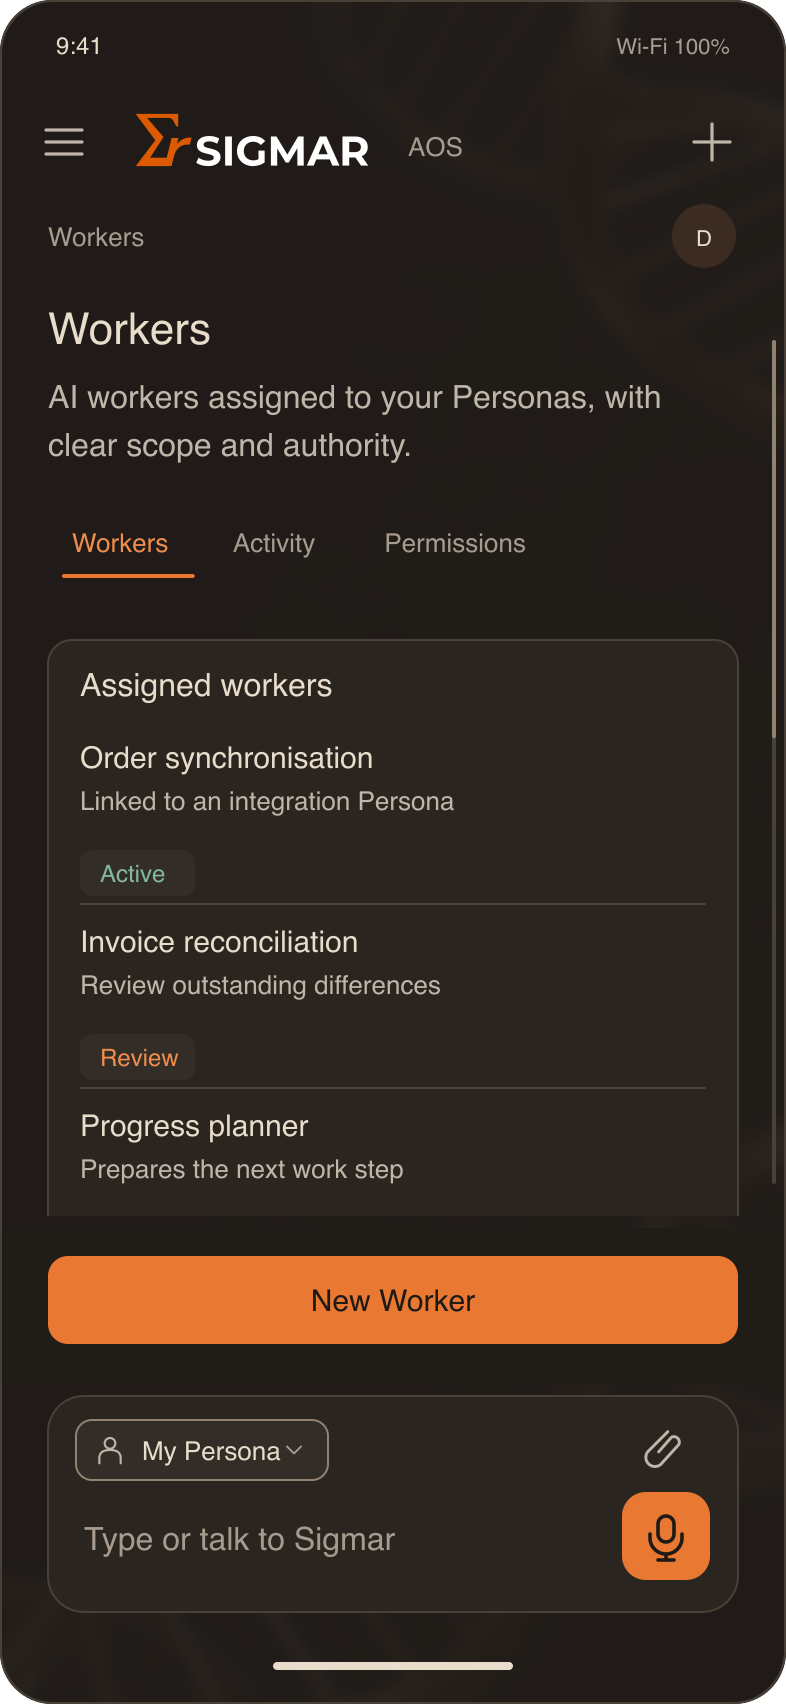 9:41
Wi-Fi 100%
Σr SIGMAR AOS
Workers
D
Workers
AI workers assigned to your Personas, with
clear scope and authority.
Workers
Activity
Permissions
Assigned workers
Order synchronisation
Linked to an integration Persona
Active
Invoice reconciliation
Review outstanding differences
Review
Progress planner
Prepares the next work step
New Worker
My Persona
Type or talk to Sigmar